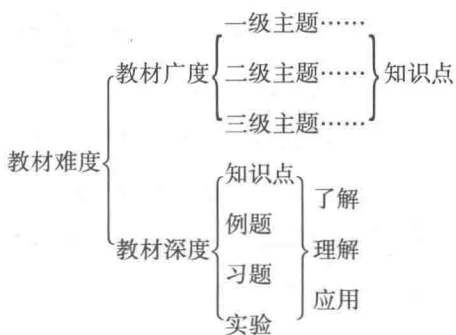 教材难度
教材广度
一级主题……
二级主题……
三级主题……
知识点
教材深度
知识点
例题
习题
实验
了解
理解
应用